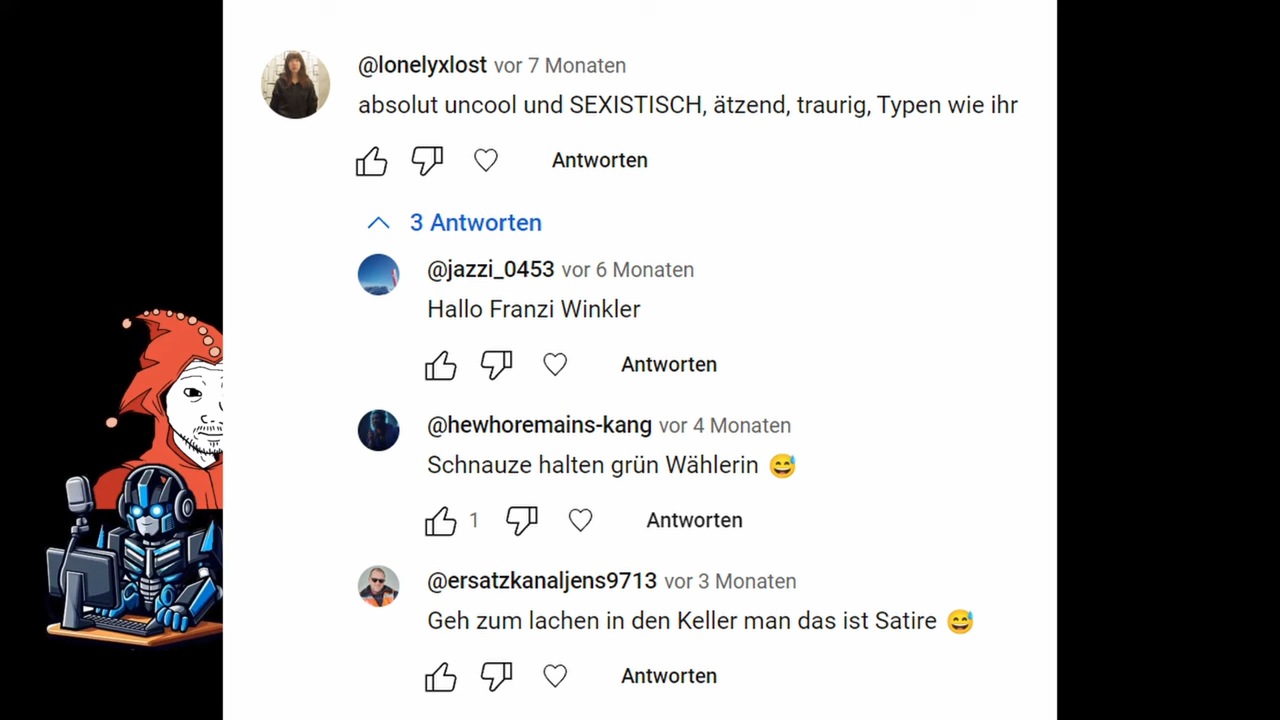 @lonelyxlost vor 7 Monaten
absolut uncool und SEXISTISCH, ätzend, traurig, Typen wie ihr
Antworten
3 Antworten
@jazzi_0453 vor 6 Monaten
Hallo Franzi Winkler
Antworten
@hewhoremains-kang vor 4 Monaten
Schnauze halten grün Wählerin 😅
1 Antworten
@ersatzkanaljens9713 vor 3 Monaten
Geh zum lachen in den Keller man das ist Satire 😅
Antworten